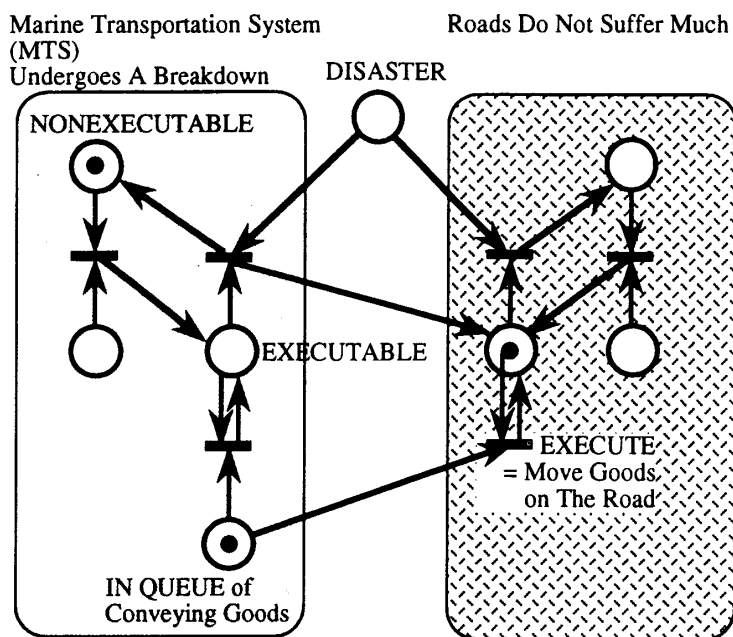 Marine Transportation System
(MTS)
Undergoes A Breakdown
Roads Do Not Suffer Much
DISASTER
NONEXECUTABLE
EXECUTABLE
EXECUTE
= Move Goods
on The Road
IN QUEUE of
Conveying Goods